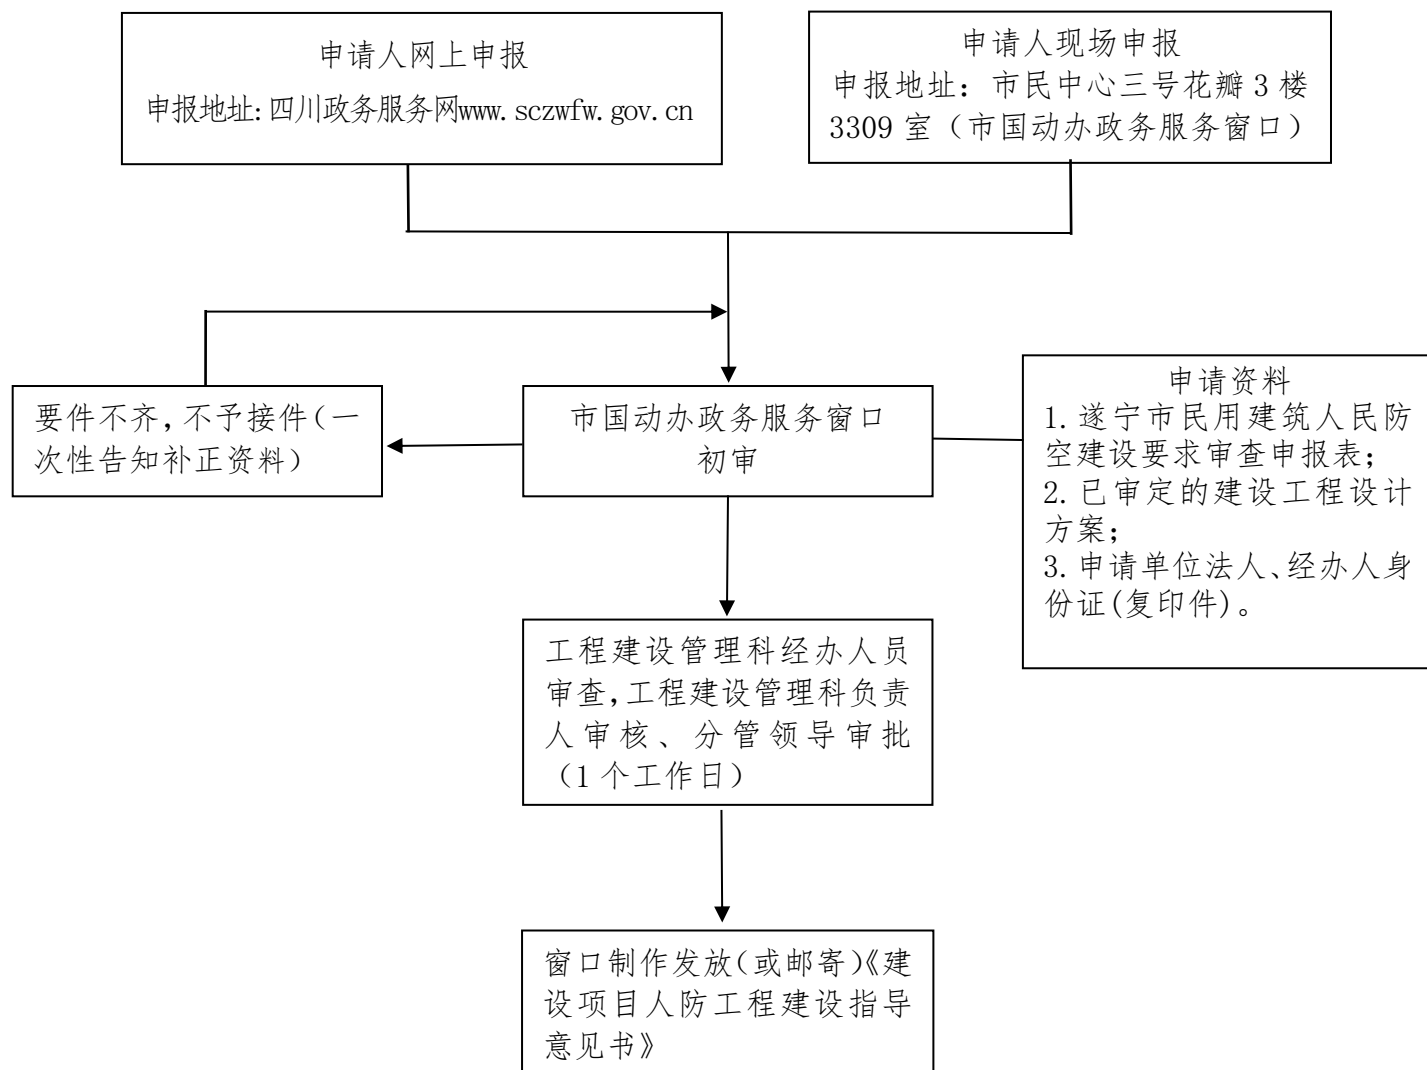 申请人网上申报
申报地址:四川政务服务网www.sczwfw.gov.cn
申请人现场申报
申报地址：市民中心三号花瓣3楼
3309室（市国动办政务服务窗口）
要件不齐，不予接件（一
次性告知补正资料）
市国动办政务服务窗口
初审
申请资料
1.遂宁市民用建筑人民防
空建设要求审查申报表；
2.已审定的建设工程设计
方案；
3.申请单位法人、经办人身
份证(复印件)。
工程建设管理科经办人员
审查，工程建设管理科负责
人审核、分管领导审批
（1个工作日）
窗口制作发放（或邮寄）《建
设项目人防工程建设指导
意见书》